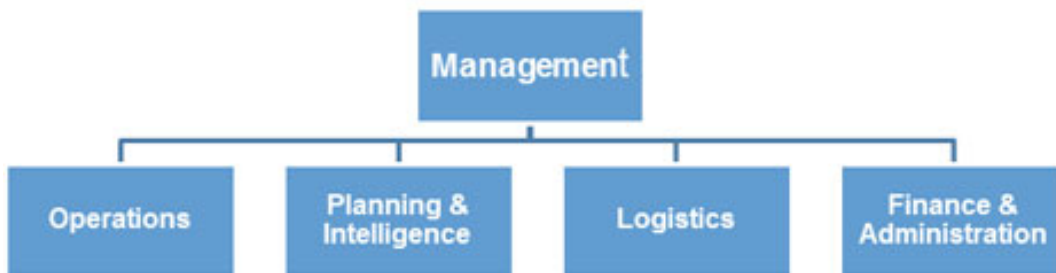 Management
Operations
Planning &
Intelligence
Logistics
Finance &
Administration